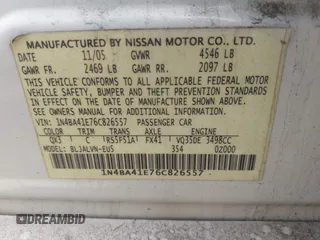 MANUFACTURED BY NISSAN MOTOR CO., LTD.
DATE 11/05 GVWR 4546 LB
GAWR FR. 2469 LB GAWR RR. 2097 LB
THIS VEHICLE CONFORMS TO ALL APPLICABLE FEDERAL MOTOR
VEHICLE SAFETY, BUMPER AND THEFT PREVENTION
STANDARDS IN EFFECT ON THE DATE OF MANUFACTURE SHOWN ABOVE.
SEE OWNERS MANUAL FOR ADDITIONAL INFORMATION
VIN: 1N4BA41E76C826557 PASSENGER CAR
COLOR TRIM TRANS AXLE ENGINE
QX3 C RS5F51A FX41 VQ35DE 3498CC
MODEL: BLJALVN-EUS 354 02000
1N4BA41E76C826557
DREAMBID